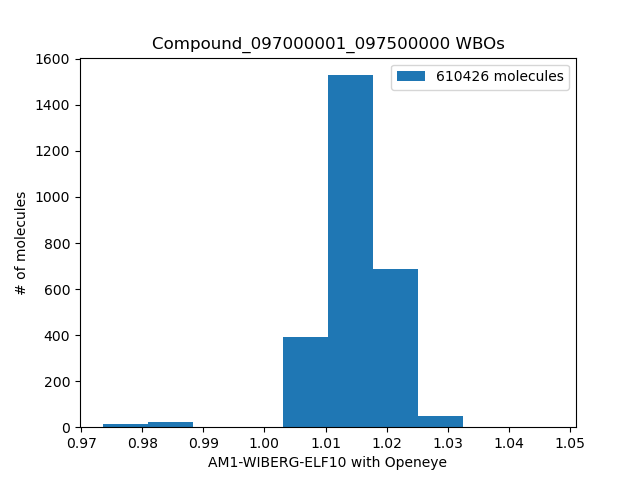 Compound_097000001_097500000 WBOs
610426 molecules
# of molecules
1600
1400
1200
1000
800
600
400
200
0
0.97 0.98 0.99 1.00 1.01 1.02 1.03 1.04 1.05
AM1-WIBERG-ELF10 with Openeye